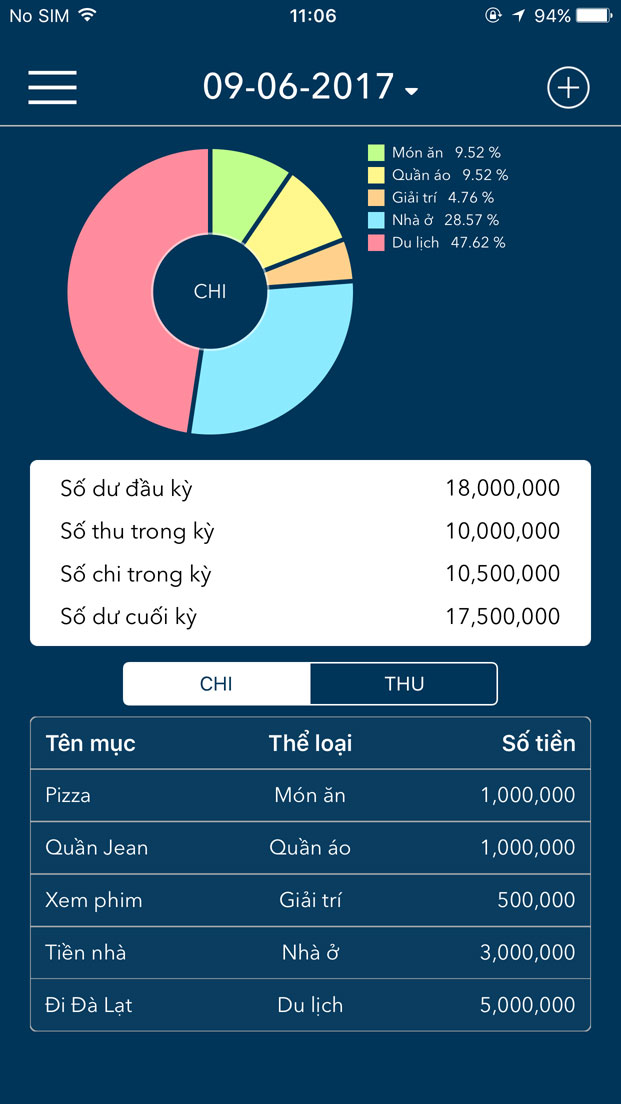 No SIM 11:06 94%
09-06-2017
Món ăn 9.52 %
Quần áo 9.52 %
Giải trí 4.76 %
Nhà ở 28.57 %
Du lịch 47.62 %
CHI
Số dư đầu kỳ 18,000,000
Số thu trong kỳ 10,000,000
Số chi trong kỳ 10,500,000
Số dư cuối kỳ 17,500,000
CHI THU
Tên mục Thể loại Số tiền
Pizza Món ăn 1,000,000
Quần Jean Quần áo 1,000,000
Xem phim Giải trí 500,000
Tiền nhà Nhà ở 3,000,000
Đi Đà Lạt Du lịch 5,000,000